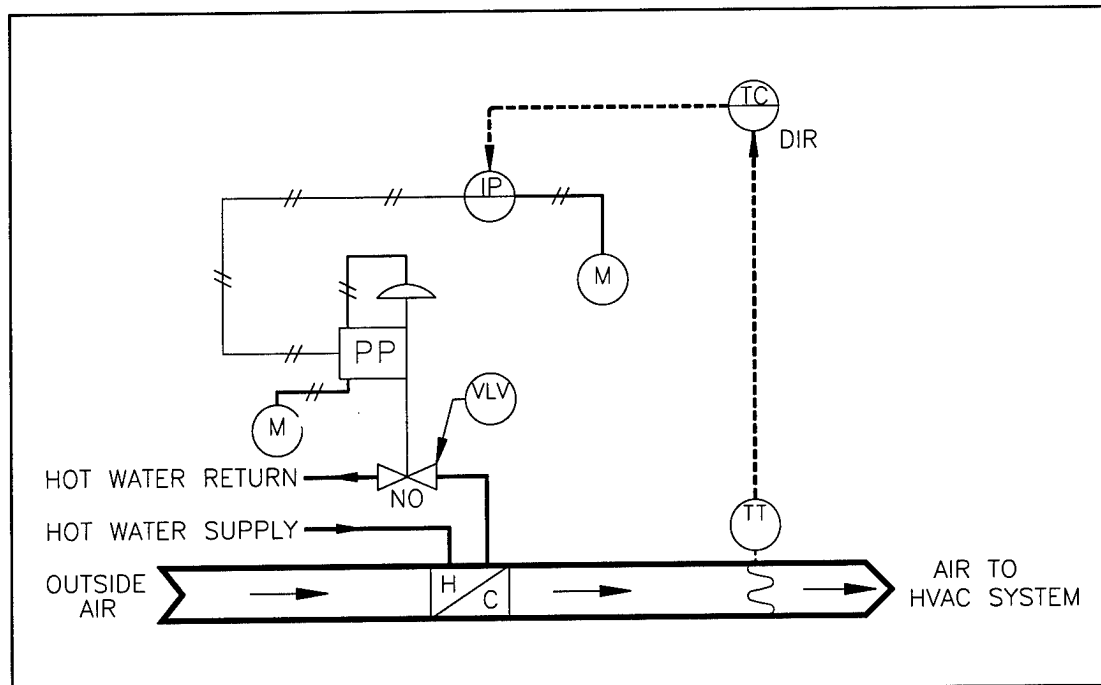 TC
DIR
IP
M
PP
VLV
M
HOT WATER RETURN
NO
HOT WATER SUPPLY
TT
OUTSIDE
AIR
H
C
AIR TO
HVAC SYSTEM